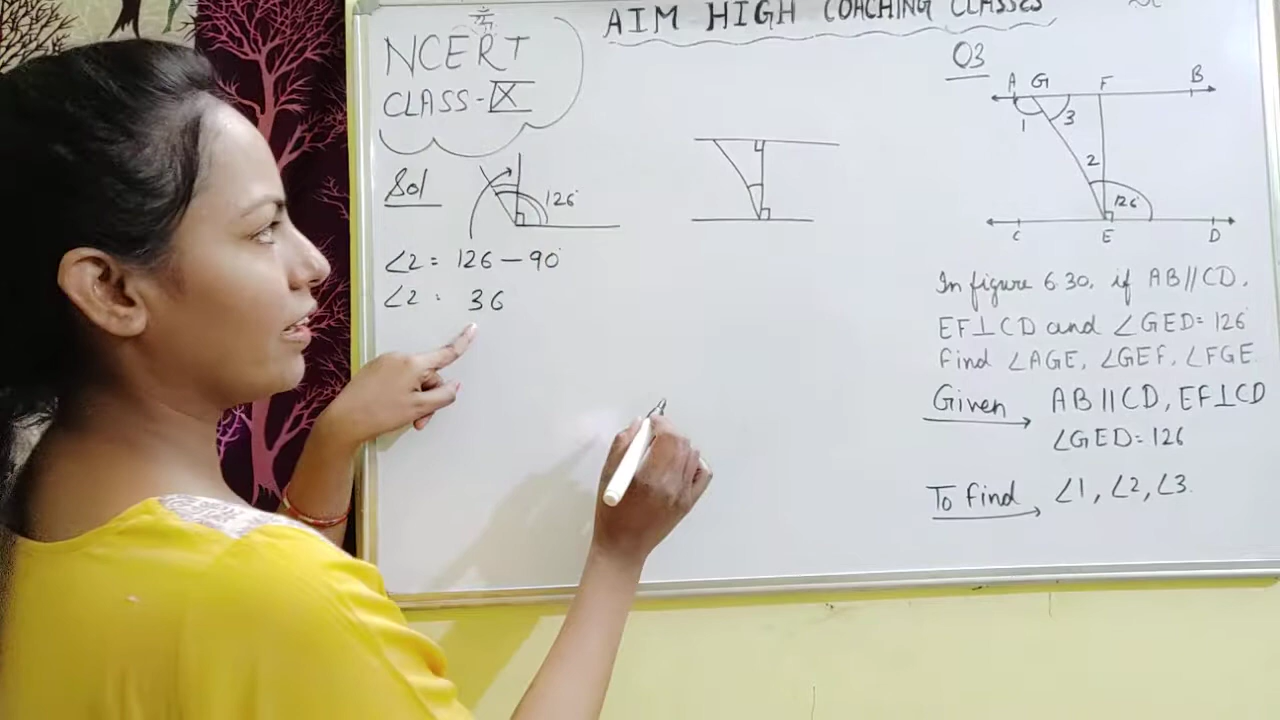 AIM HIGH COACHING CLASSES
NCERT
CLASS-IX
Sol
126°
∠2 = 126 - 90°
∠2 = 36
Q3
A G F B
1 3
2
126°
C E D
In figure 6.30, if AB//CD,
EF⊥CD and ∠GED = 126°
find ∠AGE, ∠GEF, ∠FGE.
Given → AB||CD, EF⊥CD
∠GED = 126
To find → ∠1, ∠2, ∠3.